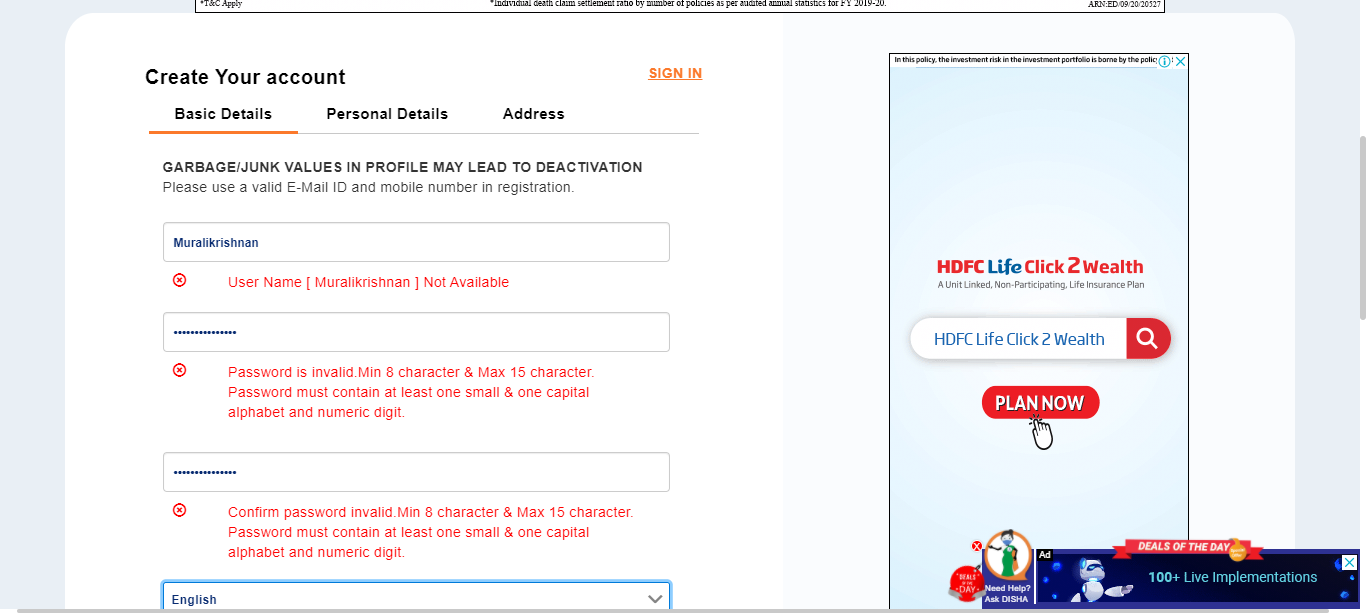 *T&C Apply
*Individual death claim settlement ratio by number of policies as per audited annual statistics for FY 2019-20.
ARN:ED/09/20/20527
Create Your account
SIGN IN
Basic Details
Personal Details
Address
GARBAGE/JUNK VALUES IN PROFILE MAY LEAD TO DEACTIVATION
Please use a valid E-Mail ID and mobile number in registration.
Muralikrishnan
User Name [ Muralikrishnan ] Not Available
Password is invalid.Min 8 character & Max 15 character.
Password must contain at least one small & one capital
alphabet and numeric digit.
Confirm password invalid.Min 8 character & Max 15 character.
Password must contain at least one small & one capital
alphabet and numeric digit.
English
In this policy, the investment risk in the investment portfolio is borne by the
HDFC Life Click 2 Wealth
A Unit Linked, Non-Participating, Life Insurance Plan
HDFC Life Click 2 Wealth
PLAN NOW
DEALS
OF THE
DAY
Need Help?
Ask DISHA
Ad
DEALS OF THE DAY
100+ Live Implementations